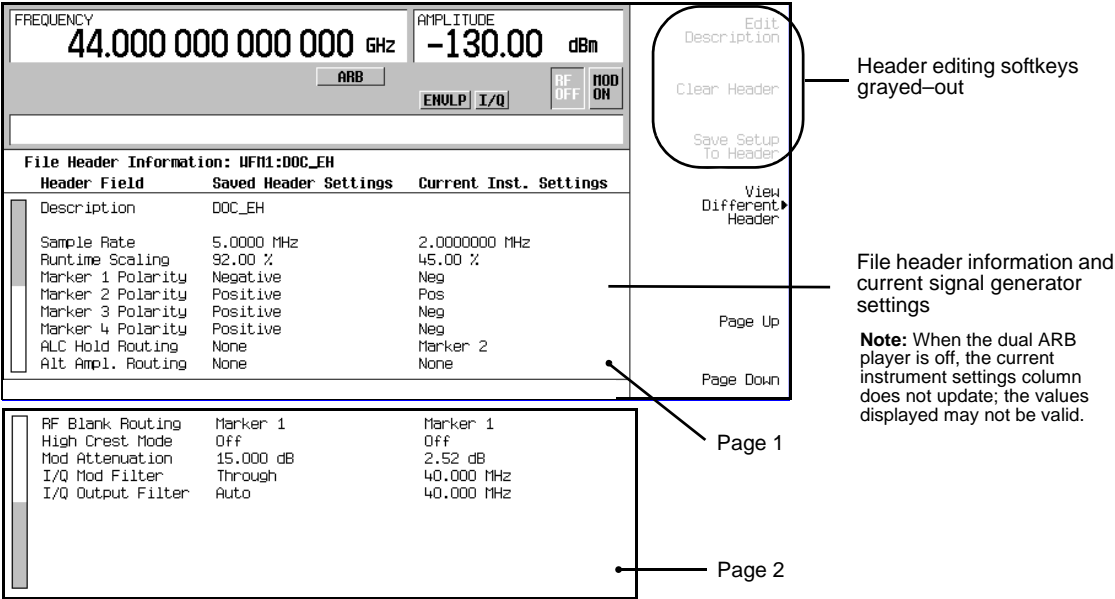 FREQUENCY
44.000 000 000 000 GHz
AMPLITUDE
-130.00 dBm
ARB
ENVLP I/Q
RF OFF
MOD ON
File Header Information: WFM1:DOC_EH
Header Field Saved Header Settings Current Inst. Settings
Description DOC_EH
Sample Rate 5.0000 MHz 2.0000000 MHz
Runtime Scaling 92.00 % 45.00 %
Marker 1 Polarity Negative Neg
Marker 2 Polarity Positive Pos
Marker 3 Polarity Positive Neg
Marker 4 Polarity Positive Neg
ALC Hold Routing None Marker 2
Alt Ampl. Routing None None
Edit
Description
Clear Header
Save Setup
To Header
View
Different
Header
Page Up
Page Down
Header editing softkeys
grayed–out
File header information and
current signal generator
settings
Note: When the dual ARB
player is off, the current
instrument settings column
does not update; the values
displayed may not be valid.
Page 1
RF Blank Routing Marker 1 Marker 1
High Crest Mode Off Off
Mod Attenuation 15.000 dB 2.52 dB
I/Q Mod Filter Through 40.000 MHz
I/Q Output Filter Auto 40.000 MHz
Page 2